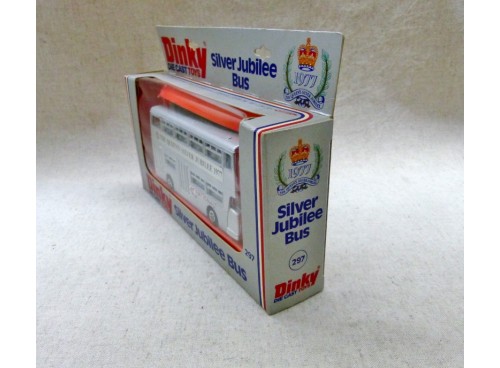 Dinky
DIE CAST TOYS
Silver Jubilee
Bus
1977
1977
Silver
Jubilee
Bus
297
Dinky
DIE CAST TOYS
Dinky
Silver Jubilee Bus
297